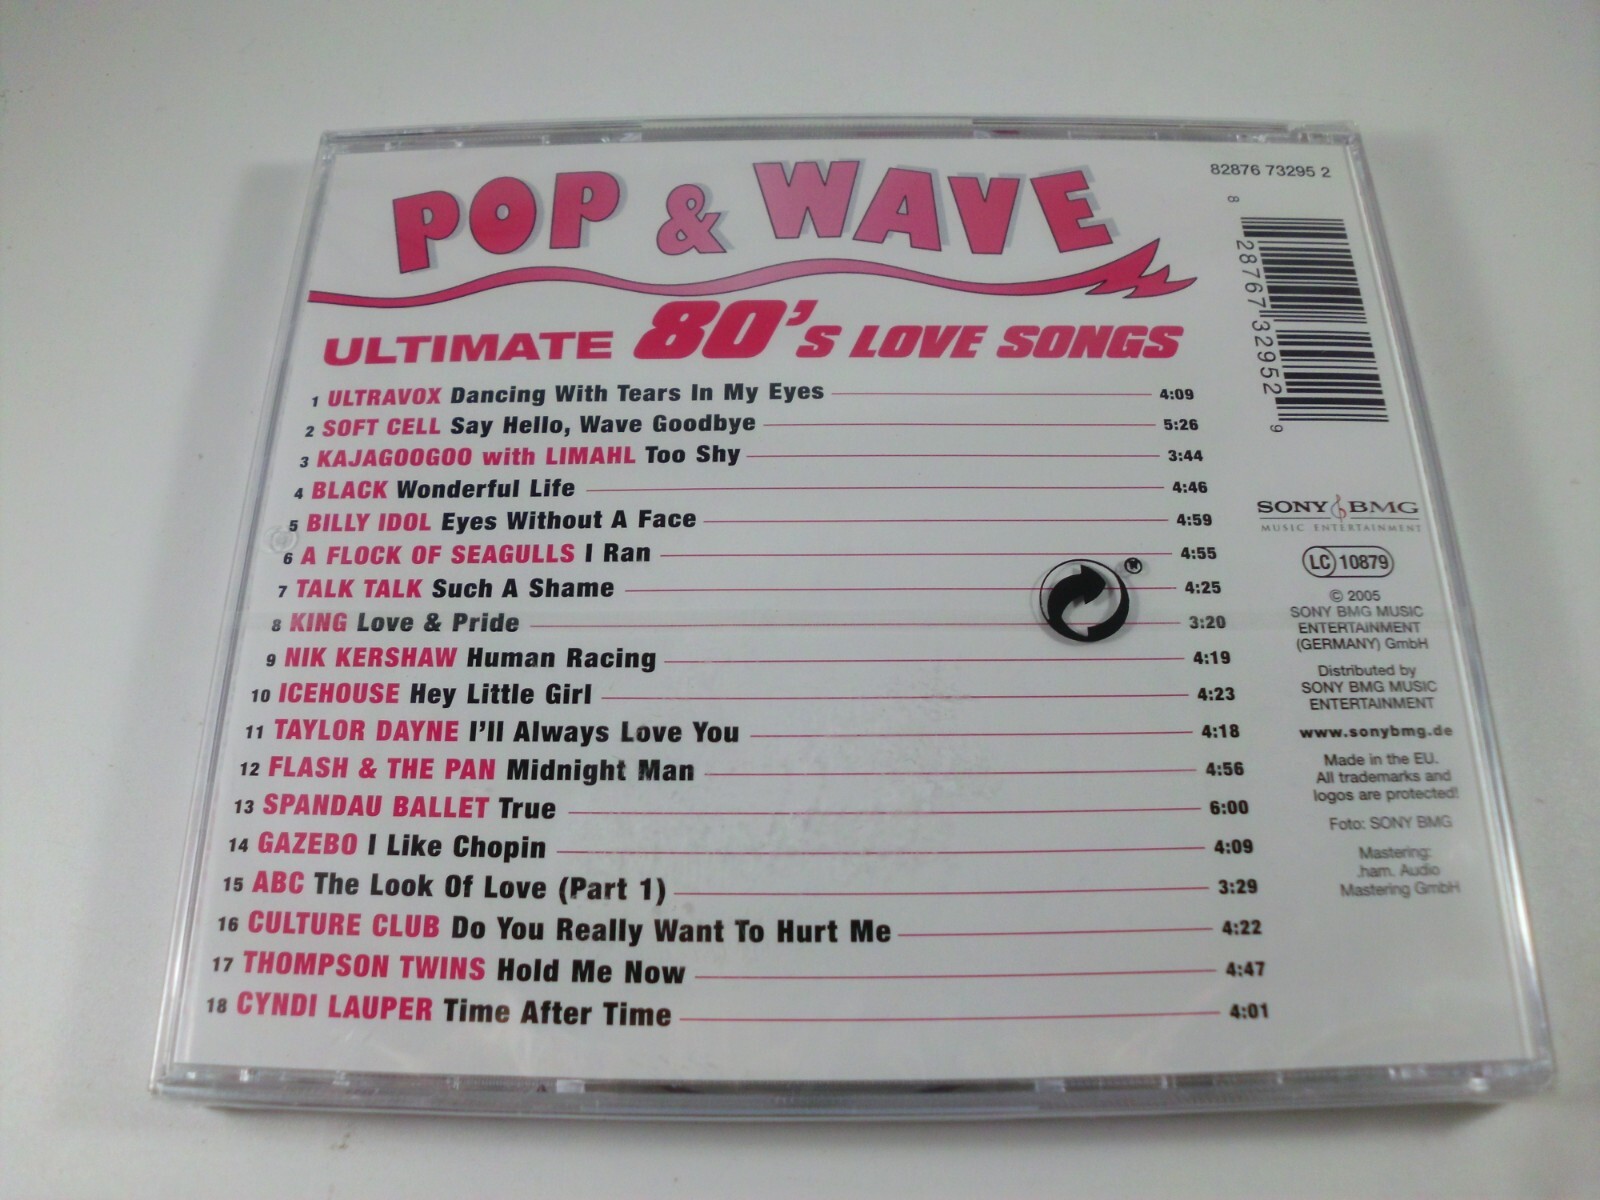 POP & WAVE
ULTIMATE 80's LOVE SONGS
1 ULTRAVOX Dancing With Tears In My Eyes 4:09
2 SOFT CELL Say Hello, Wave Goodbye 5:26
3 KAJAGOOGOO with LIMAHL Too Shy 3:44
4 BLACK Wonderful Life 4:46
5 BILLY IDOL Eyes Without A Face 4:59
6 A FLOCK OF SEAGULLS I Ran 4:55
7 TALK TALK Such A Shame 4:25
8 KING Love & Pride 3:20
9 NIK KERSHAW Human Racing 4:19
10 ICEHOUSE Hey Little Girl 4:23
11 TAYLOR DAYNE I'll Always Love You 4:18
12 FLASH & THE PAN Midnight Man 4:56
13 SPANDAU BALLET True 6:00
14 GAZEBO I Like Chopin 4:09
15 ABC The Look Of Love (Part 1) 3:29
16 CULTURE CLUB Do You Really Want To Hurt Me 4:22
17 THOMPSON TWINS Hold Me Now 4:47
18 CYNDI LAUPER Time After Time 4:01
82876 73295 2
8 28767 32952 9
SONY BMG
MUSIC ENTERTAINMENT
LC 10879
© 2005
SONY BMG MUSIC
ENTERTAINMENT
(GERMANY) GmbH
Distributed by
SONY BMG MUSIC
ENTERTAINMENT
www.sonybmg.de
Made in the EU.
All trademarks and
logos are protected!
Foto: SONY BMG
Mastering:
.ham. Audio
Mastering GmbH